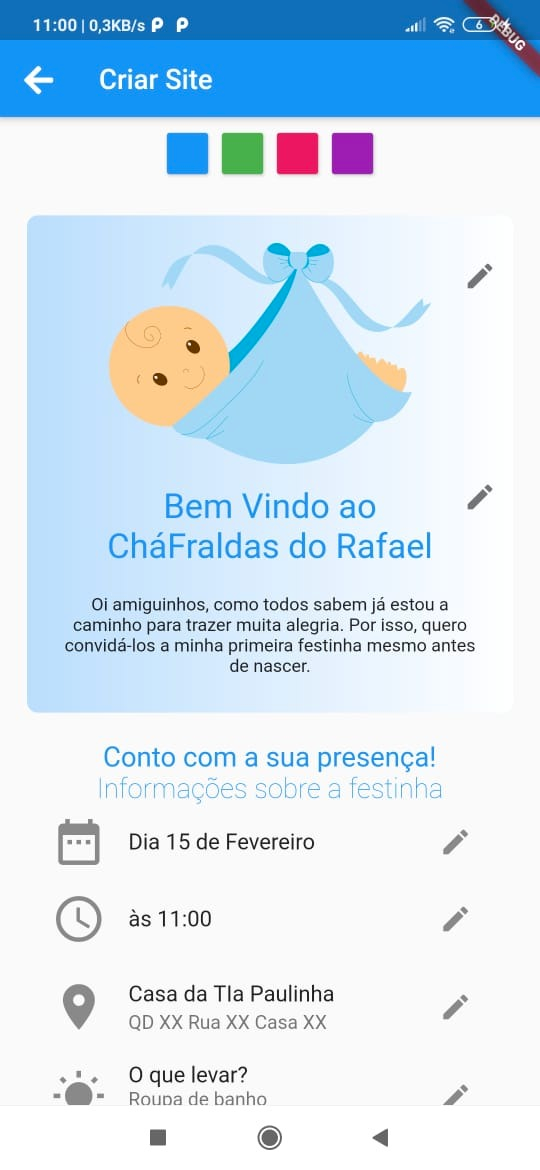 11:00 | 0,3KB/s
6
DEBUG
Criar Site
Bem Vindo ao
CháFraldas do Rafael
Oi amiguinhos, como todos sabem já estou a
caminho para trazer muita alegria. Por isso, quero
convidá-los a minha primeira festinha mesmo antes
de nascer.
Conto com a sua presença!
Informações sobre a festinha
Dia 15 de Fevereiro
às 11:00
Casa da TIa Paulinha
QD XX Rua XX Casa XX
O que levar?
Roupa de banho